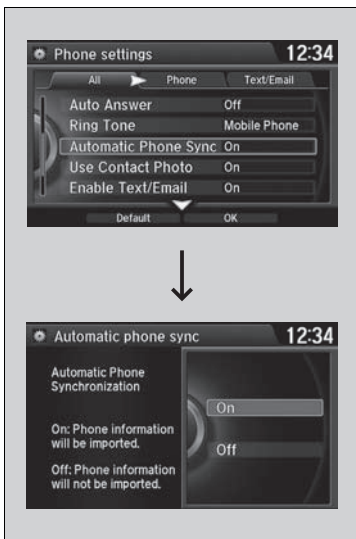 Phone settings 12:34
All Phone Text/Email
Auto Answer Off
Ring Tone Mobile Phone
Automatic Phone Sync On
Use Contact Photo On
Enable Text/Email On
Default OK
Automatic phone sync 12:34
Automatic Phone
Synchronization
On
On: Phone information
will be imported.
Off
Off: Phone information
will not be imported.